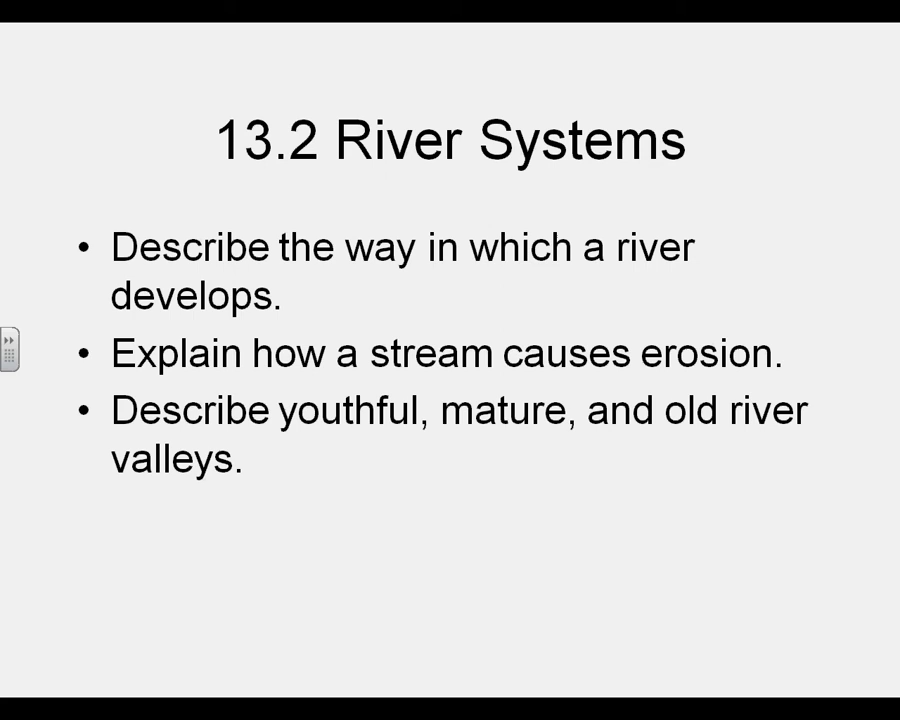 13.2 River Systems
• Describe the way in which a river
develops.
• Explain how a stream causes erosion.
• Describe youthful, mature, and old river
valleys.